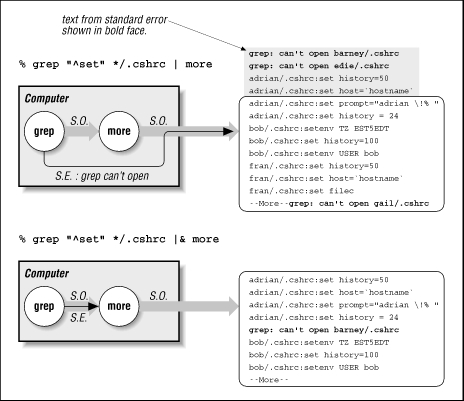 text from standard error
shown in bold face.
% grep "^set" */.cshrc | more
grep: can't open barney/.cshrc
grep: can't open edie/.cshrc
adrian/.cshrc:set history=50
adrian/.cshrc:set host=`hostname`
adrian/.cshrc:set prompt="adrian \!% "
adrian/.cshrc:set history = 24
bob/.cshrc:setenv TZ EST5EDT
bob/.cshrc:set history=100
bob/.cshrc:setenv USER bob
fran/.cshrc:set history=50
fran/.cshrc:set host=`hostname`
fran/.cshrc:set filec
--More--grep: can't open gail/.cshrc
Computer
grep
S.O.
more
S.O.
S.E. : grep can't open
% grep "^set" */.cshrc |& more
Computer
grep
S.O.
S.E.
more
S.O.
adrian/.cshrc:set history=50
adrian/.cshrc:set host=`hostname`
adrian/.cshrc:set prompt="adrian \!% "
adrian/.cshrc:set history = 24
grep: can't open barney/.cshrc
bob/.cshrc:setenv TZ EST5EDT
bob/.cshrc:set history=100
bob/.cshrc:setenv USER bob
--More--